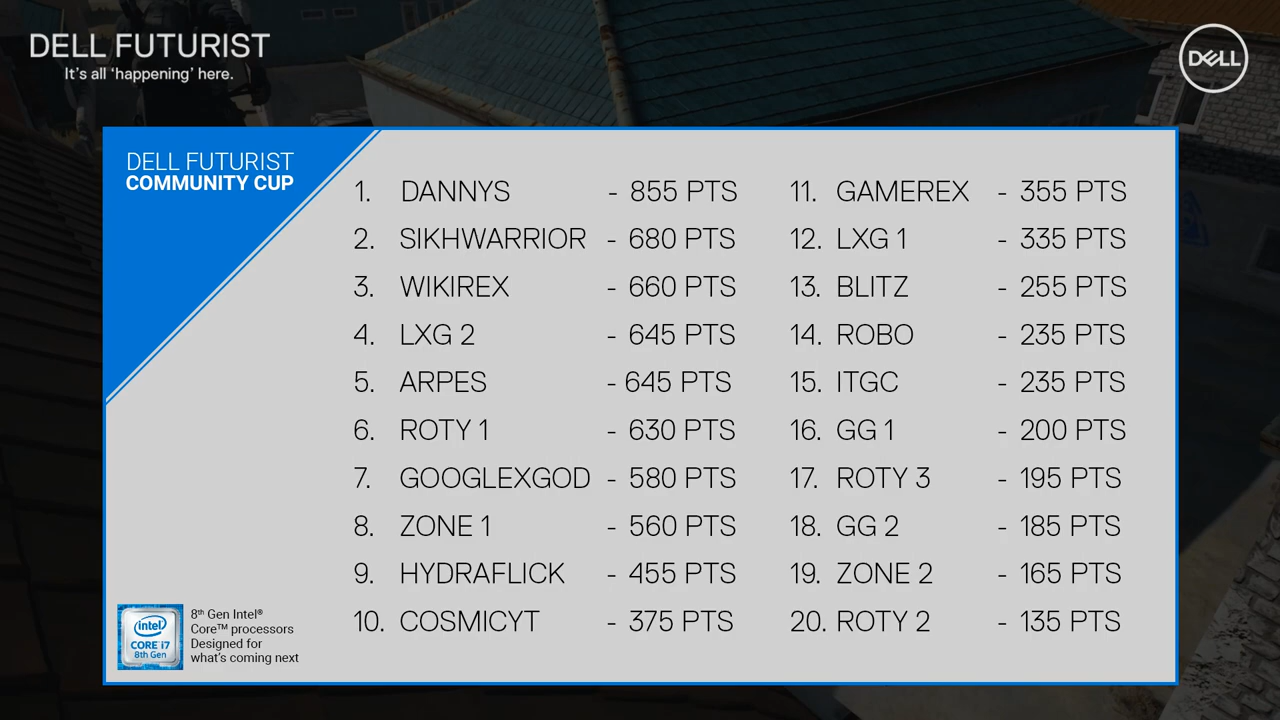 DELL FUTURIST
It's all 'happening' here.
DELL
DELL FUTURIST
COMMUNITY CUP
1. DANNYS - 855 PTS
2. SIKHWARRIOR - 680 PTS
3. WIKIREX - 660 PTS
4. LXG 2 - 645 PTS
5. ARPES - 645 PTS
6. ROTY 1 - 630 PTS
7. GOOGLEXGOD - 580 PTS
8. ZONE 1 - 560 PTS
9. HYDRAFLICK - 455 PTS
10. COSMICYT - 375 PTS
11. GAMEREX - 355 PTS
12. LXG 1 - 335 PTS
13. BLITZ - 255 PTS
14. ROBO - 235 PTS
15. ITGC - 235 PTS
16. GG 1 - 200 PTS
17. ROTY 3 - 195 PTS
18. GG 2 - 185 PTS
19. ZONE 2 - 165 PTS
20. ROTY 2 - 135 PTS
intel
CORE i7
8th Gen
8th Gen Intel®
Core™ processors
Designed for
what's coming next